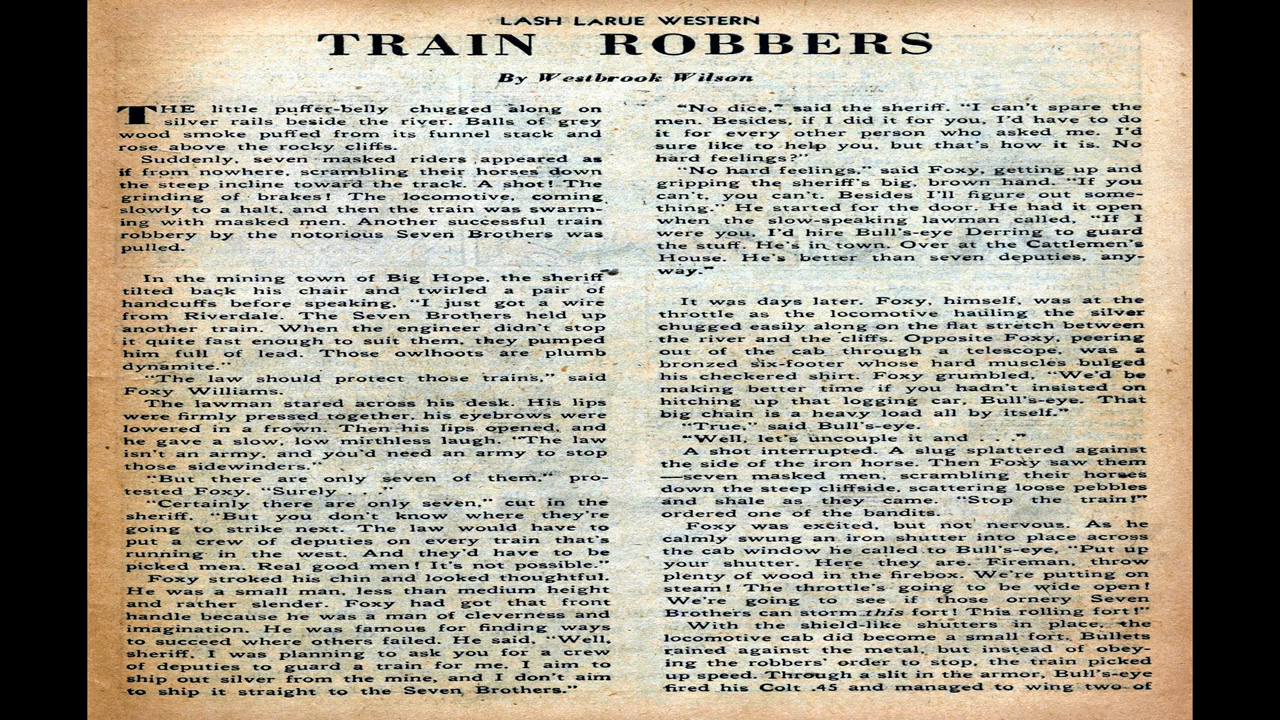 LASH LARUE WESTERN
TRAIN ROBBERS
By Westbrook Wilson
THE little puffer-belly chugged along on
silver rails beside the river. Balls of grey
wood smoke puffed from its funnel stack and
rose above the rocky cliffs.
Suddenly, seven masked riders appeared as
if from nowhere, scrambling their horses down
the steep incline toward the track. A shot! The
grinding of brakes! The locomotive, coming
slowly to a halt, and then the train was swarm-
ing with masked men. Another successful train
robbery by the notorious Seven Brothers was
pulled.
In the mining town of Big Hope, the sheriff
tilted back his chair and twirled a pair of
handcuffs before speaking, "I just got a wire
from Riverdale. The Seven Brothers held up
another train. When the engineer didn't stop
it quite fast enough to suit them, they pumped
him full of lead. Those owlhoots are plumb
dynamite."
"The law should protect those trains," said
Foxy Williams.
The lawman stared across his desk. His lips
were firmly pressed together, his eyebrows were
lowered in a frown. Then his lips opened, and
he gave a slow, low mirthless laugh. "The law
isn't an army, and you'd need an army to stop
those sidewinders."
"But there are only seven of them," pro-
tested Foxy. "Surely . . ."
"Certainly there are only seven," cut in the
sheriff. "But you don't know where they're
going to strike next. The law would have to
put a crew of deputies on every train that's
running in the west. And they'd have to be
picked men. Real good men! It's not possible."
Foxy stroked his chin and looked thoughtful.
He was a small man, less than medium height
and rather slender. Foxy had got that front
handle because he was a man of cleverness and
imagination. He was famous for finding ways
to succeed where others failed. He said, "Well,
sheriff, I was planning to ask you for a crew
of deputies to guard a train for me. I aim to
ship out silver from the mine, and I don't aim
to ship it straight to the Seven Brothers."
"No dice," said the sheriff. "I can't spare the
men. Besides, if I did it for you, I'd have to do
it for every other person who asked me. I'd
sure like to help you, but that's how it is. No
hard feelings?"
"No hard feelings," said Foxy, getting up and
gripping the sheriff's big, brown hand. "If you
can't, you can't. Besides I'll figure out some-
thing." He started for the door. He had it open
when the slow-speaking lawman called, "If I
were you, I'd hire Bull's-eye Derring to guard
the stuff. He's in town. Over at the Cattlemen's
House. He's better than seven deputies, any-
way."
It was days later. Foxy, himself, was at the
throttle as the locomotive hauling the silver
chugged easily along on the flat stretch between
the river and the cliffs. Opposite Foxy, peering
out of the cab through a telescope, was a
bronzed six-footer whose hard muscles bulged
his checkered shirt. Foxy grumbled, "We'd be
making better time if you hadn't insisted on
hitching up that logging car, Bull's-eye. That
big chain is a heavy load all by itself."
"True," said Bull's-eye.
"Well, let's uncouple it and . . ."
A shot interrupted. A slug splattered against
the side of the iron horse. Then Foxy saw them
—seven masked men, scrambling their horses
down the steep cliffside, scattering loose pebbles
and shale as they came. "Stop the train!"
ordered one of the bandits.
Foxy was excited, but not nervous. As he
calmly swung an iron shutter into place across
the cab window he called to Bull's-eye, "Put up
your shutter. Here they are. Fireman, throw
plenty of wood in the firebox. We're putting on
steam! The throttle's going to be wide open!
We're going to see if those ornery Seven
Brothers can storm this fort! This rolling fort!"
With the shield-like shutters in place, the
locomotive cab did become a small fort. Bullets
rained against the metal, but instead of obey-
ing the robbers' order to stop, the train picked
up speed. Through a slit in the armor, Bull's-eye
fired his Colt .45 and managed to wing two of